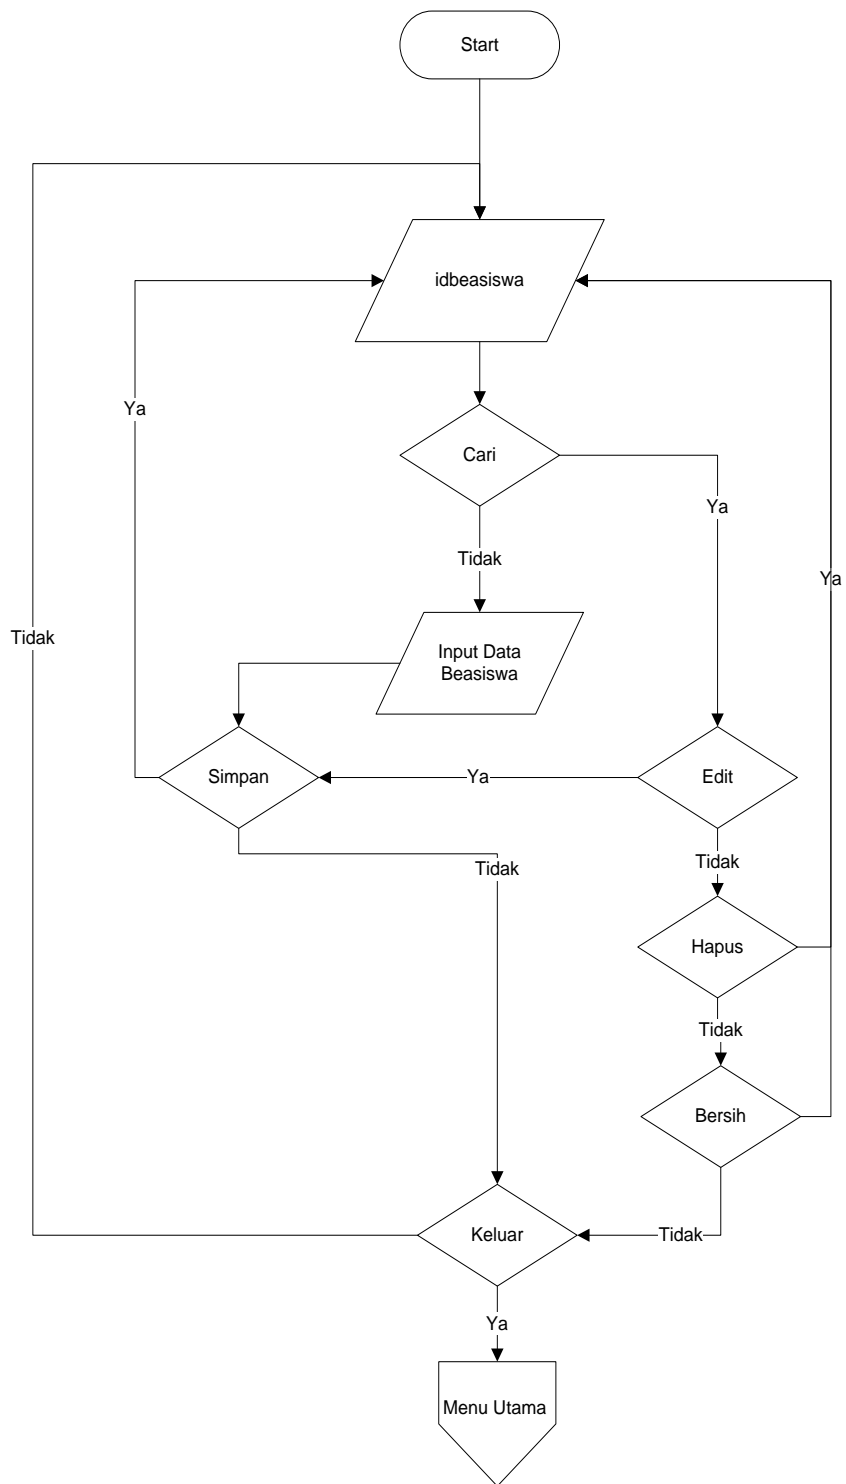 Start
idbeasiswa
Ya
Cari
Ya
Tidak
Ya
Tidak
Input Data
Beasiswa
Simpan
Ya
Edit
Tidak
Tidak
Hapus
Tidak
Bersih
Keluar
Tidak
Ya
Menu Utama